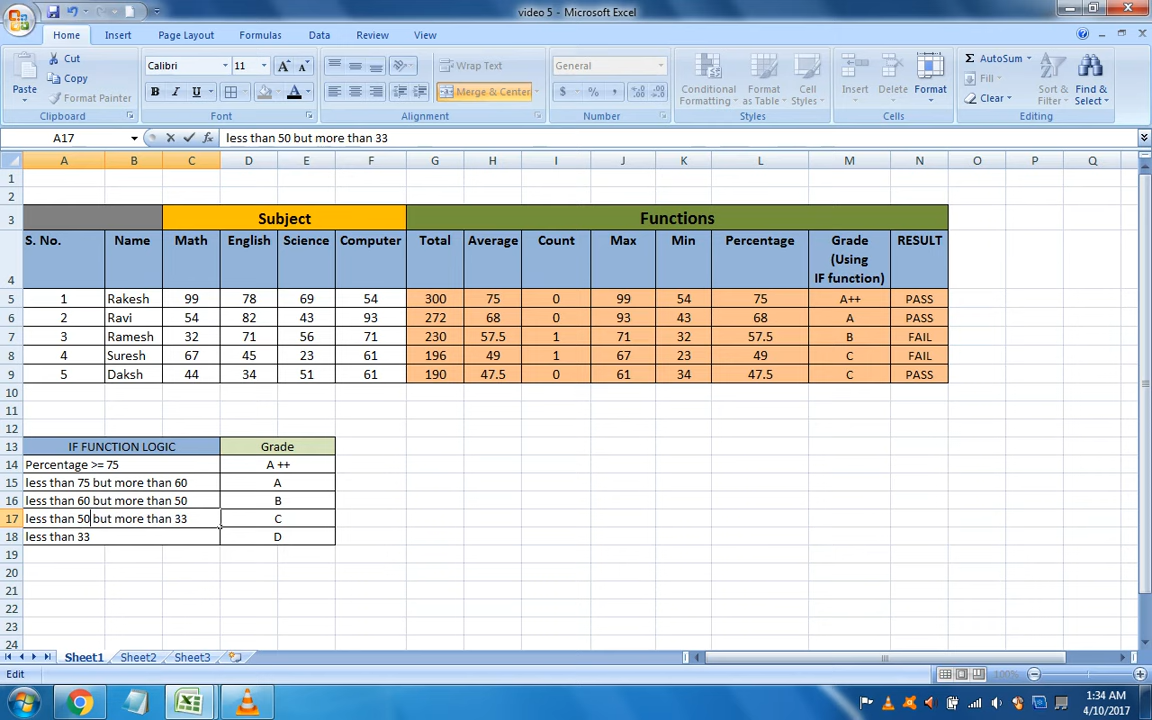 video 5 - Microsoft Excel
Home Insert Page Layout Formulas Data Review View
Paste
Cut
Copy
Format Painter
Clipboard
Calibri 11 A A
B I U A
Font
Wrap Text
Merge & Center
Alignment
General
$ % ,
Number
Conditional Formatting
Format as Table
Cell Styles
Styles
Insert Delete Format
Cells
Σ AutoSum
Fill
Clear
Sort & Filter
Find & Select
Editing
A17 fx less than 50 but more than 33
A B C D E F G H I J K L M N O P Q
1
2
3 Subject Functions
4 S. No. Name Math English Science Computer Total Average Count Max Min Percentage Grade (Using IF function) RESULT
5 1 Rakesh 99 78 69 54 300 75 0 99 54 75 A++ PASS
6 2 Ravi 54 82 43 93 272 68 0 93 43 68 A PASS
7 3 Ramesh 32 71 56 71 230 57.5 1 71 32 57.5 B FAIL
8 4 Suresh 67 45 23 61 196 49 1 67 23 49 C FAIL
9 5 Daksh 44 34 51 61 190 47.5 0 61 34 47.5 C PASS
10
11
12
13 IF FUNCTION LOGIC Grade
14 Percentage >= 75 A ++
15 less than 75 but more than 60 A
16 less than 60 but more than 50 B
17 less than 50 but more than 33 C
18 less than 33 D
19
20
21
22
23
24
Sheet1 Sheet2 Sheet3
Edit 100%
1:34 AM
4/10/2017